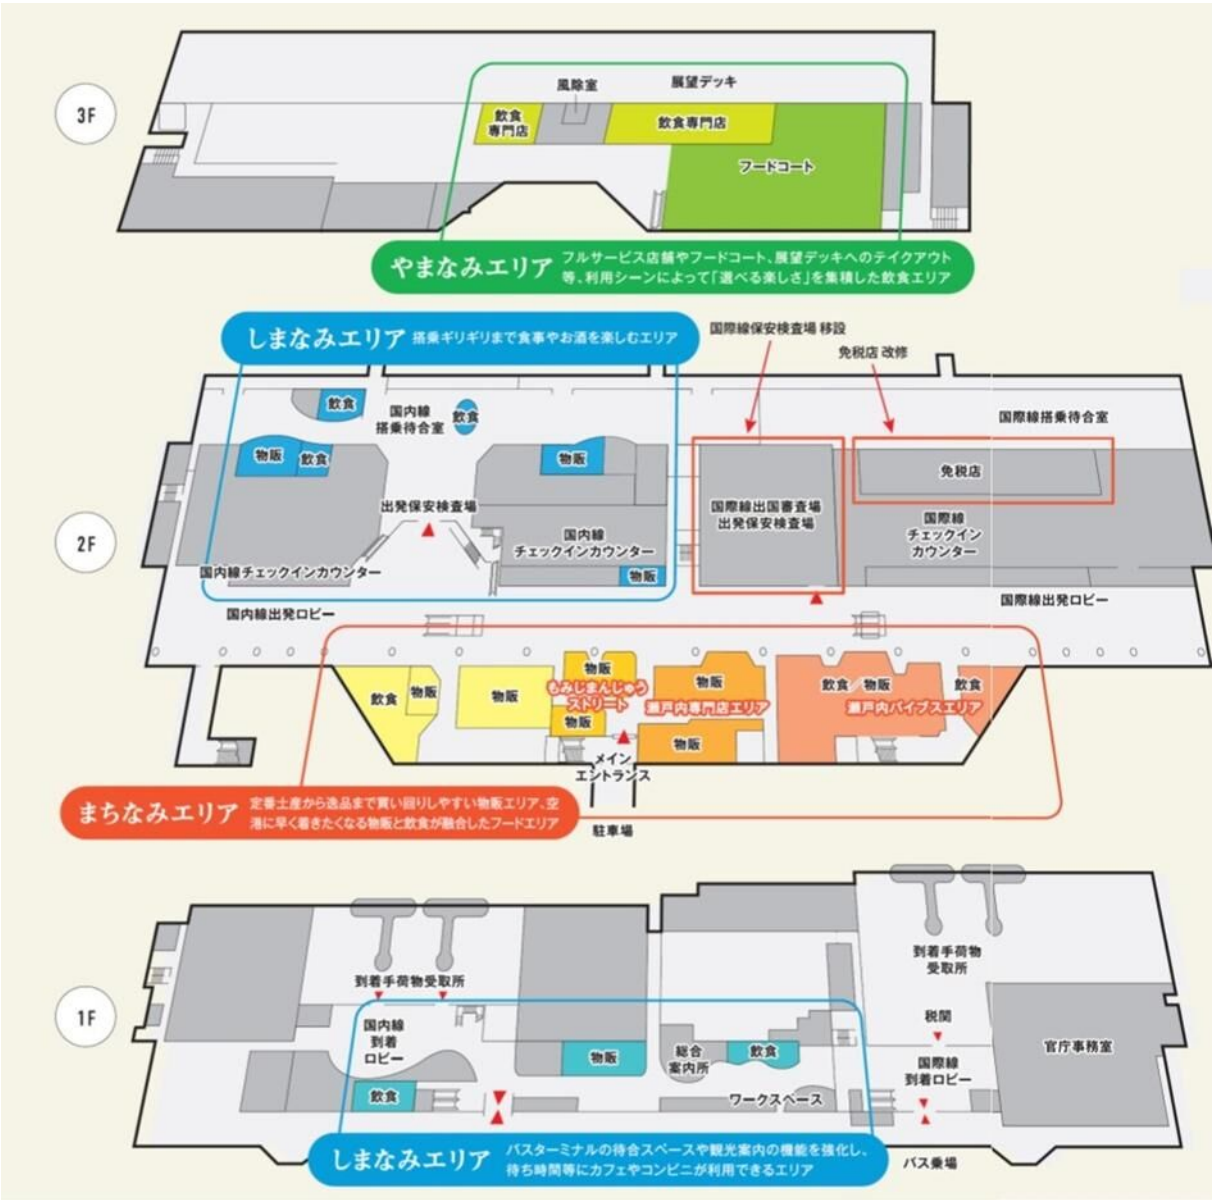 3F
風除室
展望デッキ
飲食
専門店
飲食専門店
フードコート
やまなみエリア
フルサービス店舗やフードコート、展望デッキへのテイクアウト
等、利用シーンによって「選べる楽しさ」を集積した飲食エリア
しまなみエリア
搭乗ギリギリまで食事やお酒を楽しむエリア
国際線保安検査場 移設
免税店 改修
2F
飲食
国内線
搭乗待合室
飲食
国際線搭乗待合室
物販
飲食
物販
免税店
出発保安検査場
国際線出国審査場
出発保安検査場
国内線
チェックインカウンター
国際線
チェックイン
カウンター
国内線チェックインカウンター
物販
国内線出発ロビー
国際線出発ロビー
飲食
物販
物販
物販
もみじまんじゅう
ストリート
物販
物販
瀬戸内専門店エリア
物販
飲食
物販
瀬戸内バイブスエリア
飲食
メイン
エントランス
駐車場
まちなみエリア
定番土産から逸品まで買い回りしやすい物販エリア、空
港に早く着きたくなる物販と飲食が融合したフードエリア
1F
到着手荷物受取所
到着手荷物
受取所
国内線
到着
ロビー
物販
総合
案内所
飲食
税関
官庁事務室
国際線
到着ロビー
飲食
ワークスペース
しまなみエリア
バスターミナルの待合スペースや観光案内の機能を強化し、
待ち時間等にカフェやコンビニが利用できるエリア
バス乗場